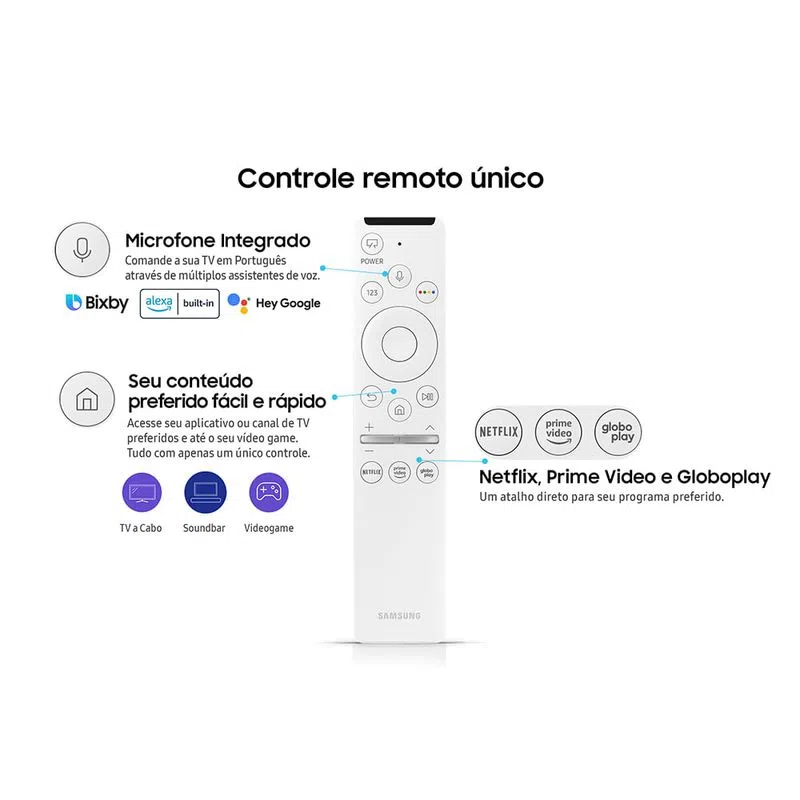 Controle remoto único
Microfone Integrado
Comande a sua TV em Português
através de múltiplos assistentes de voz.
Bixby
alexa built-in
Hey Google
Seu conteúdo
preferido fácil e rápido
Acesse seu aplicativo ou canal de TV
preferidos e até o seu vídeo game.
Tudo com apenas um único controle.
TV a Cabo
Soundbar
Videogame
POWER
123
+
−
NETFLIX
prime video
globo play
SAMSUNG
NETFLIX
prime video
globo play
Netflix, Prime Video e Globoplay
Um atalho direto para seu programa preferido.